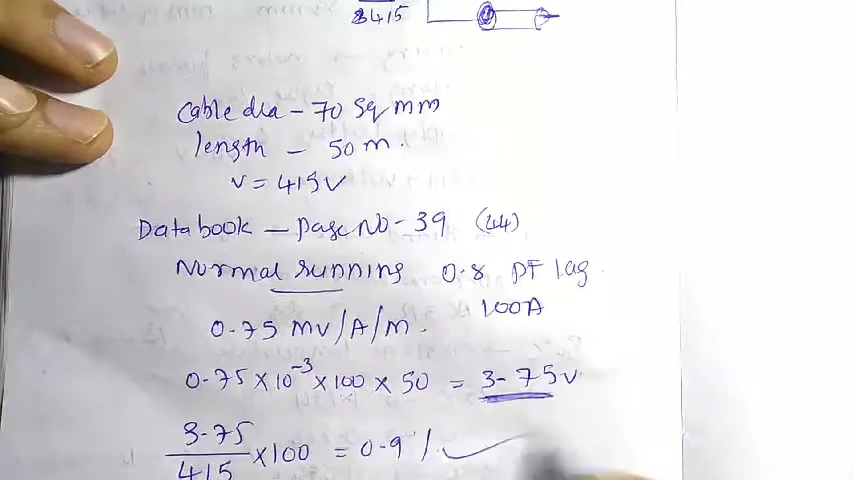 8415
Cable dia - 70 Sq mm
length - 50 m.
V = 415V
Databook - Page No - 39 (44)
Normal running 0.8 PF lag.
100A
0.75 mv/A/m.
0.75 x 10⁻³ x 100 x 50 = 3.75v
3.75/415 x 100 = 0.9%